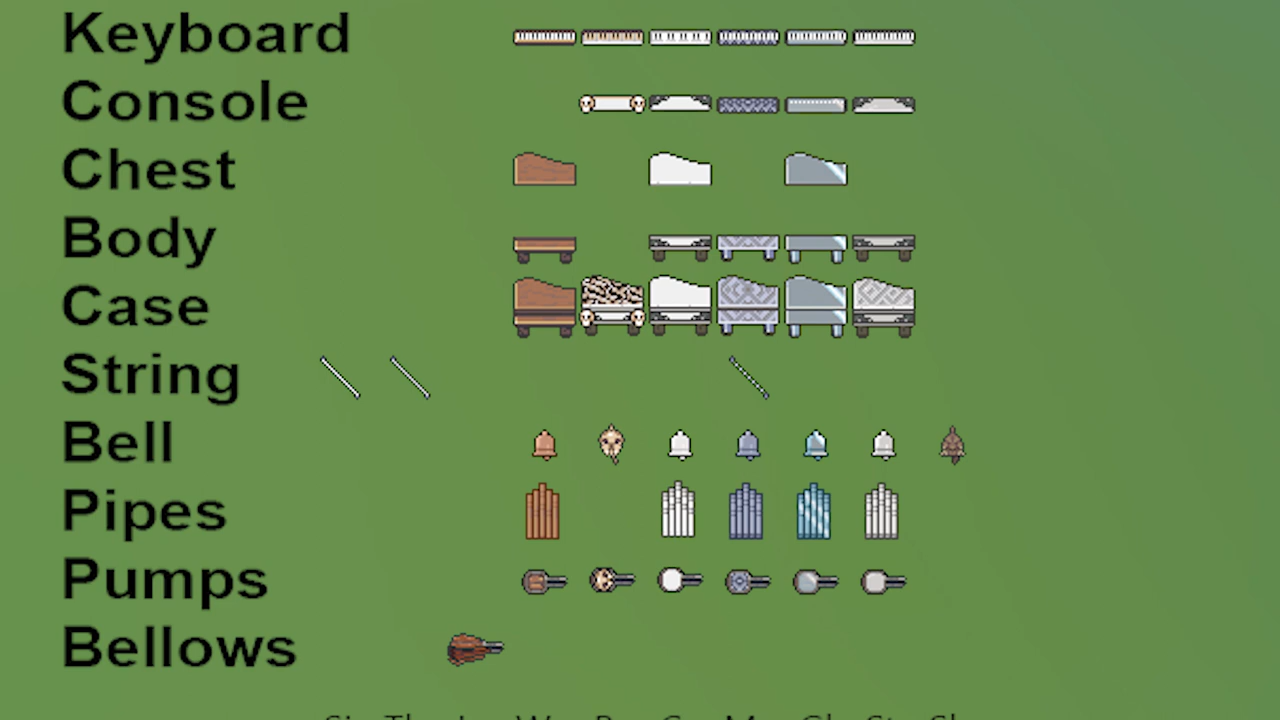 Keyboard
Console
Chest
Body
Case
String
Bell
Pipes
Pumps
Bellows